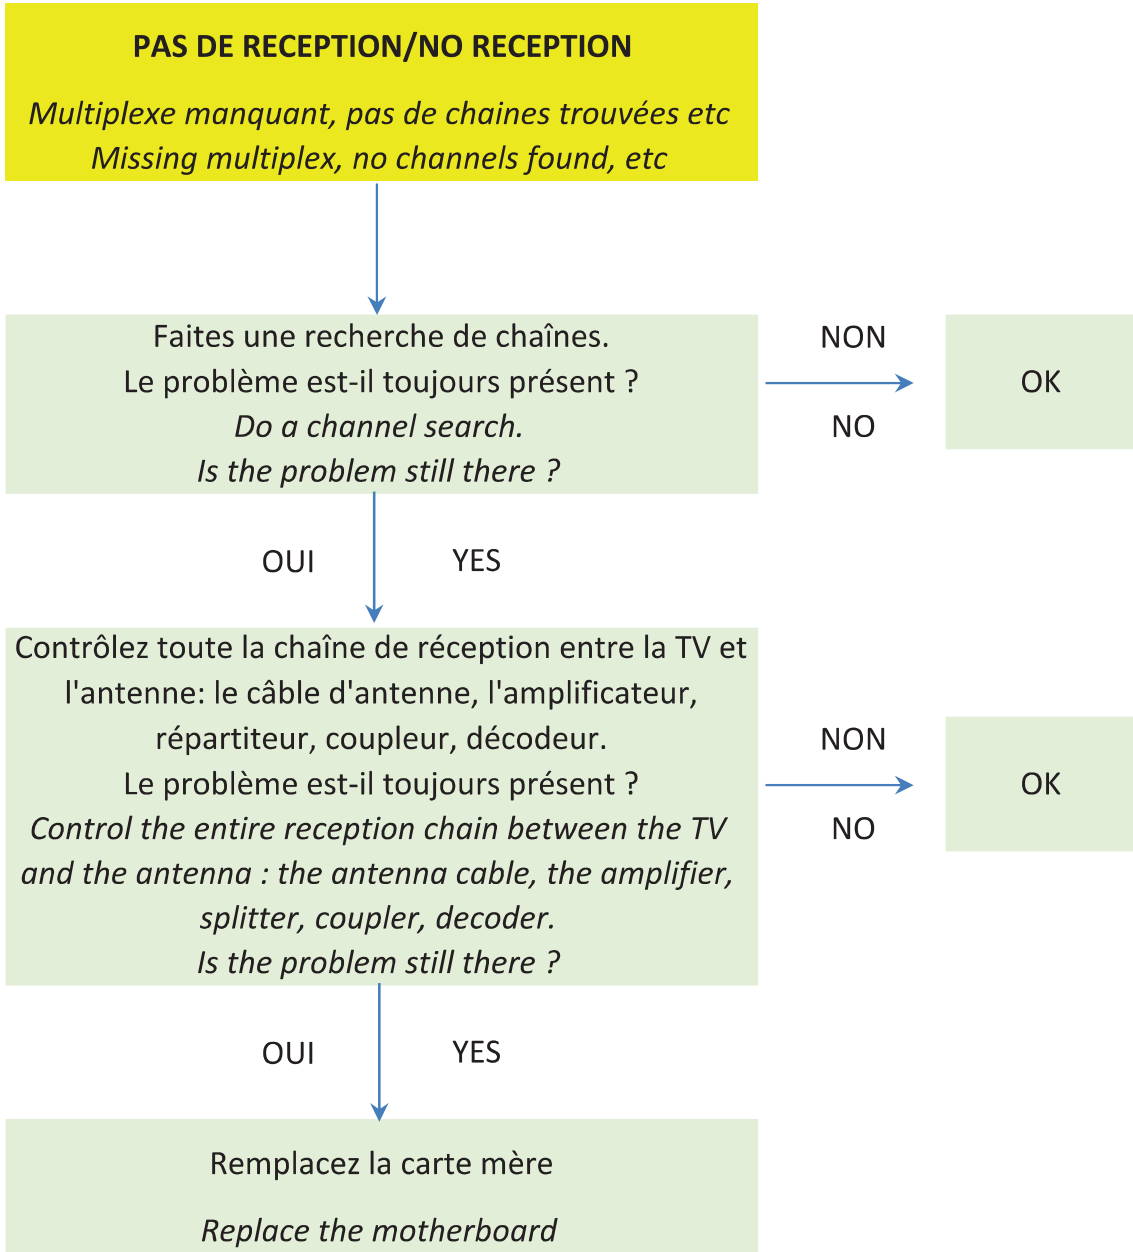 PAS DE RECEPTION/NO RECEPTION
Multiplexe manquant, pas de chaines trouvées etc
Missing multiplex, no channels found, etc
Faites une recherche de chaînes.
Le problème est-il toujours présent ?
Do a channel search.
Is the problem still there ?
NON
NO
OK
OUI
YES
Contrôlez toute la chaîne de réception entre la TV et
l'antenne: le câble d'antenne, l'amplificateur,
répartiteur, coupleur, décodeur.
Le problème est-il toujours présent ?
Control the entire reception chain between the TV
and the antenna : the antenna cable, the amplifier,
splitter, coupler, decoder.
Is the problem still there ?
NON
NO
OK
OUI
YES
Remplacez la carte mère
Replace the motherboard